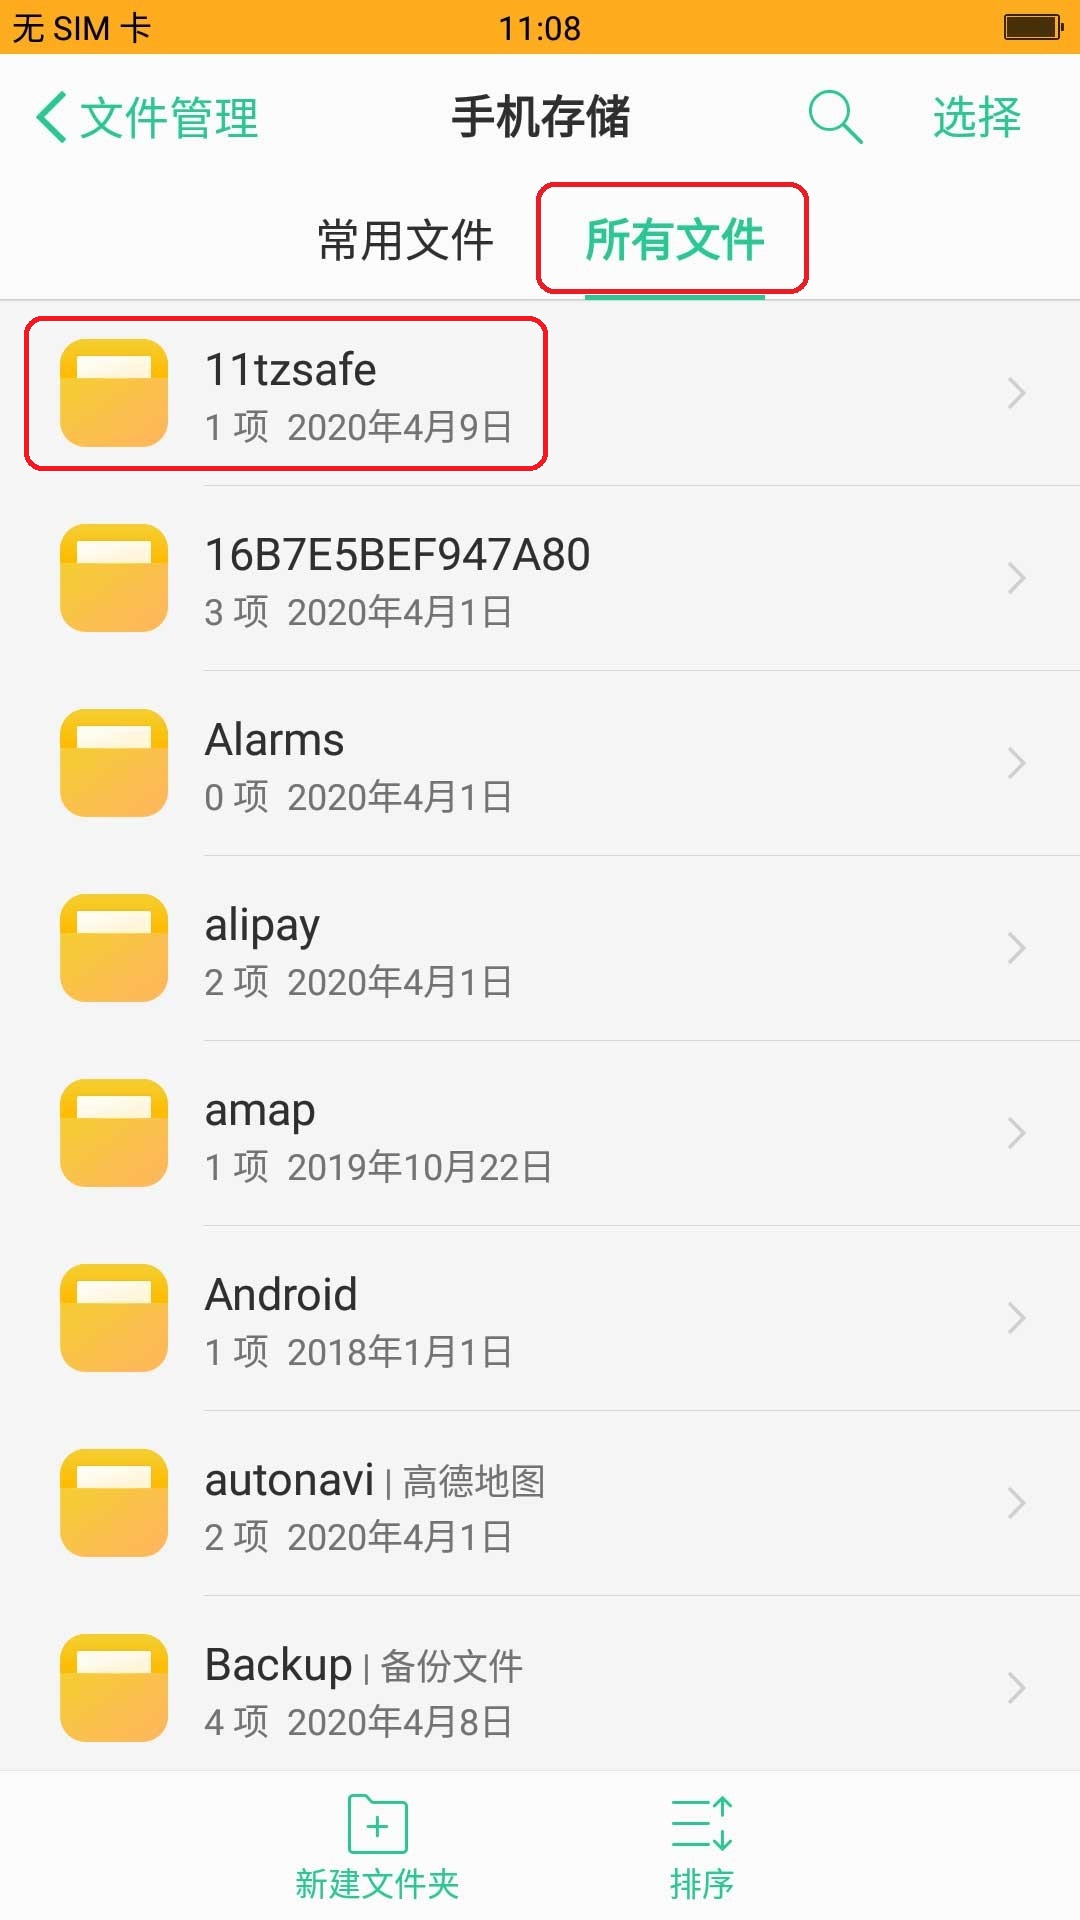 无 SIM 卡 11:08
文件管理 手机存储 选择
常用文件 所有文件
11tzsafe
1 项 2020年4月9日
16B7E5BEF947A80
3 项 2020年4月1日
Alarms
0 项 2020年4月1日
alipay
2 项 2020年4月1日
amap
1 项 2019年10月22日
Android
1 项 2018年1月1日
autonavi | 高德地图
2 项 2020年4月1日
Backup | 备份文件
4 项 2020年4月8日
新建文件夹 排序